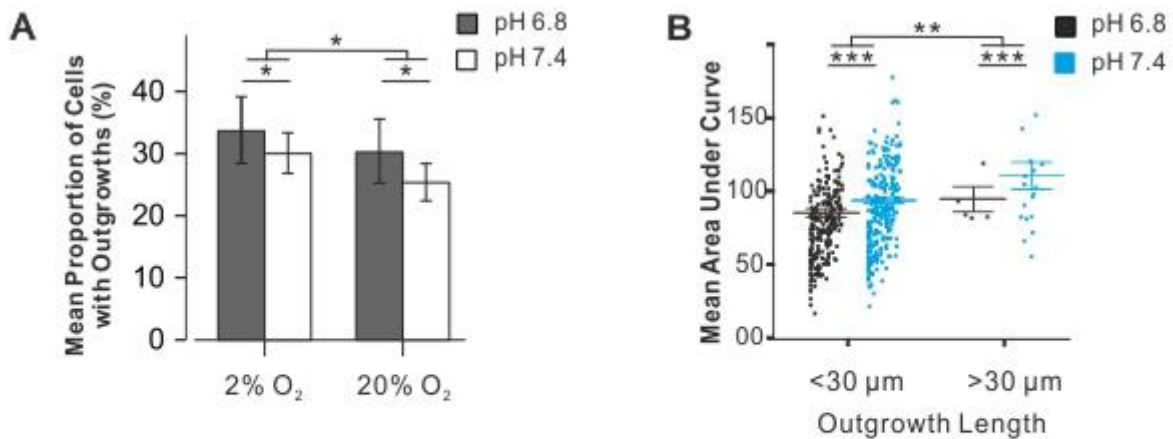 A
pH 6.8
pH 7.4
*
*
*
Mean Proportion of Cells
with Outgrowths (%)
40
30
20
10
0
2% O₂
20% O₂
B
pH 6.8
pH 7.4
**
***
***
Mean Area Under Curve
150
100
50
00
<30 μm
>30 μm
Outgrowth Length